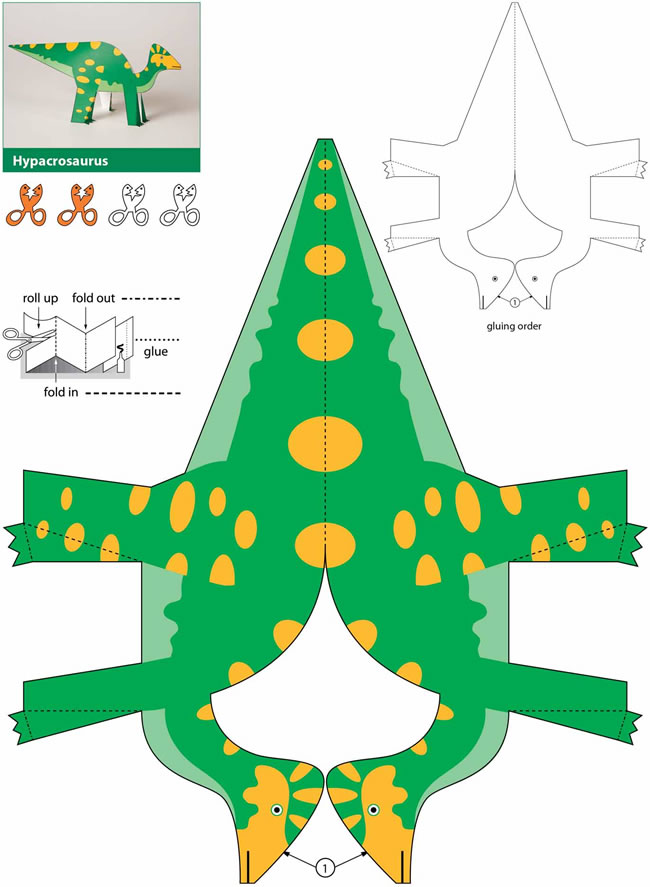 Hypacrosaurus
roll up
fold out
glue
fold in
1
gluing order
1